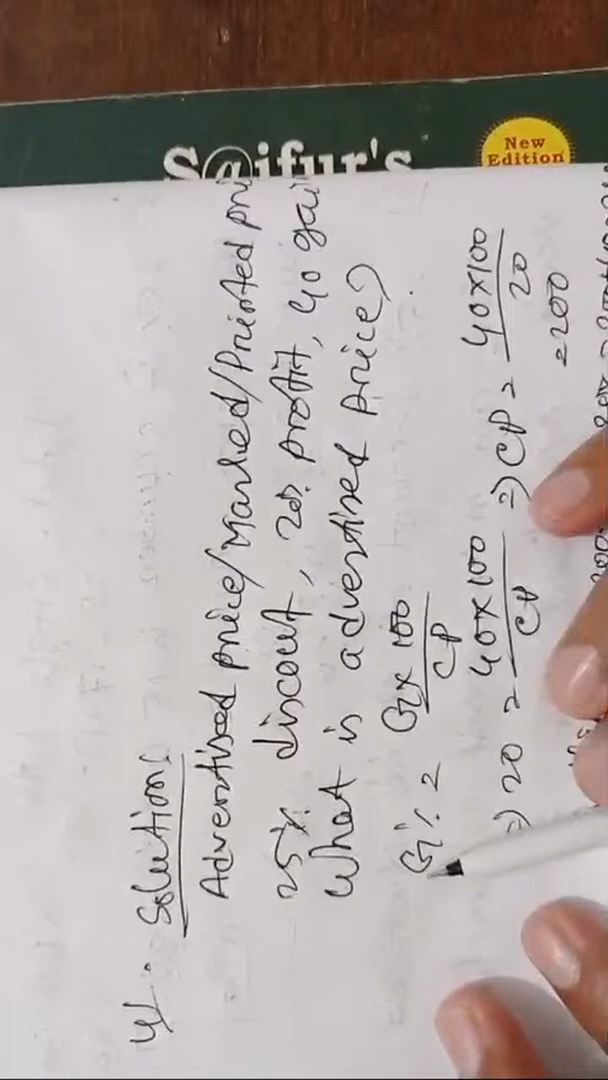 Saifur's
New
Edition
4. Solution:
Advertised price/Marked/Printed pri
25% discount, 20% profit, 40 gai
What is advertised price?
G% = G × 100 / CP
⇒ 20 = 40×100 / CP ⇒ CP = 40×100 / 20
= 200